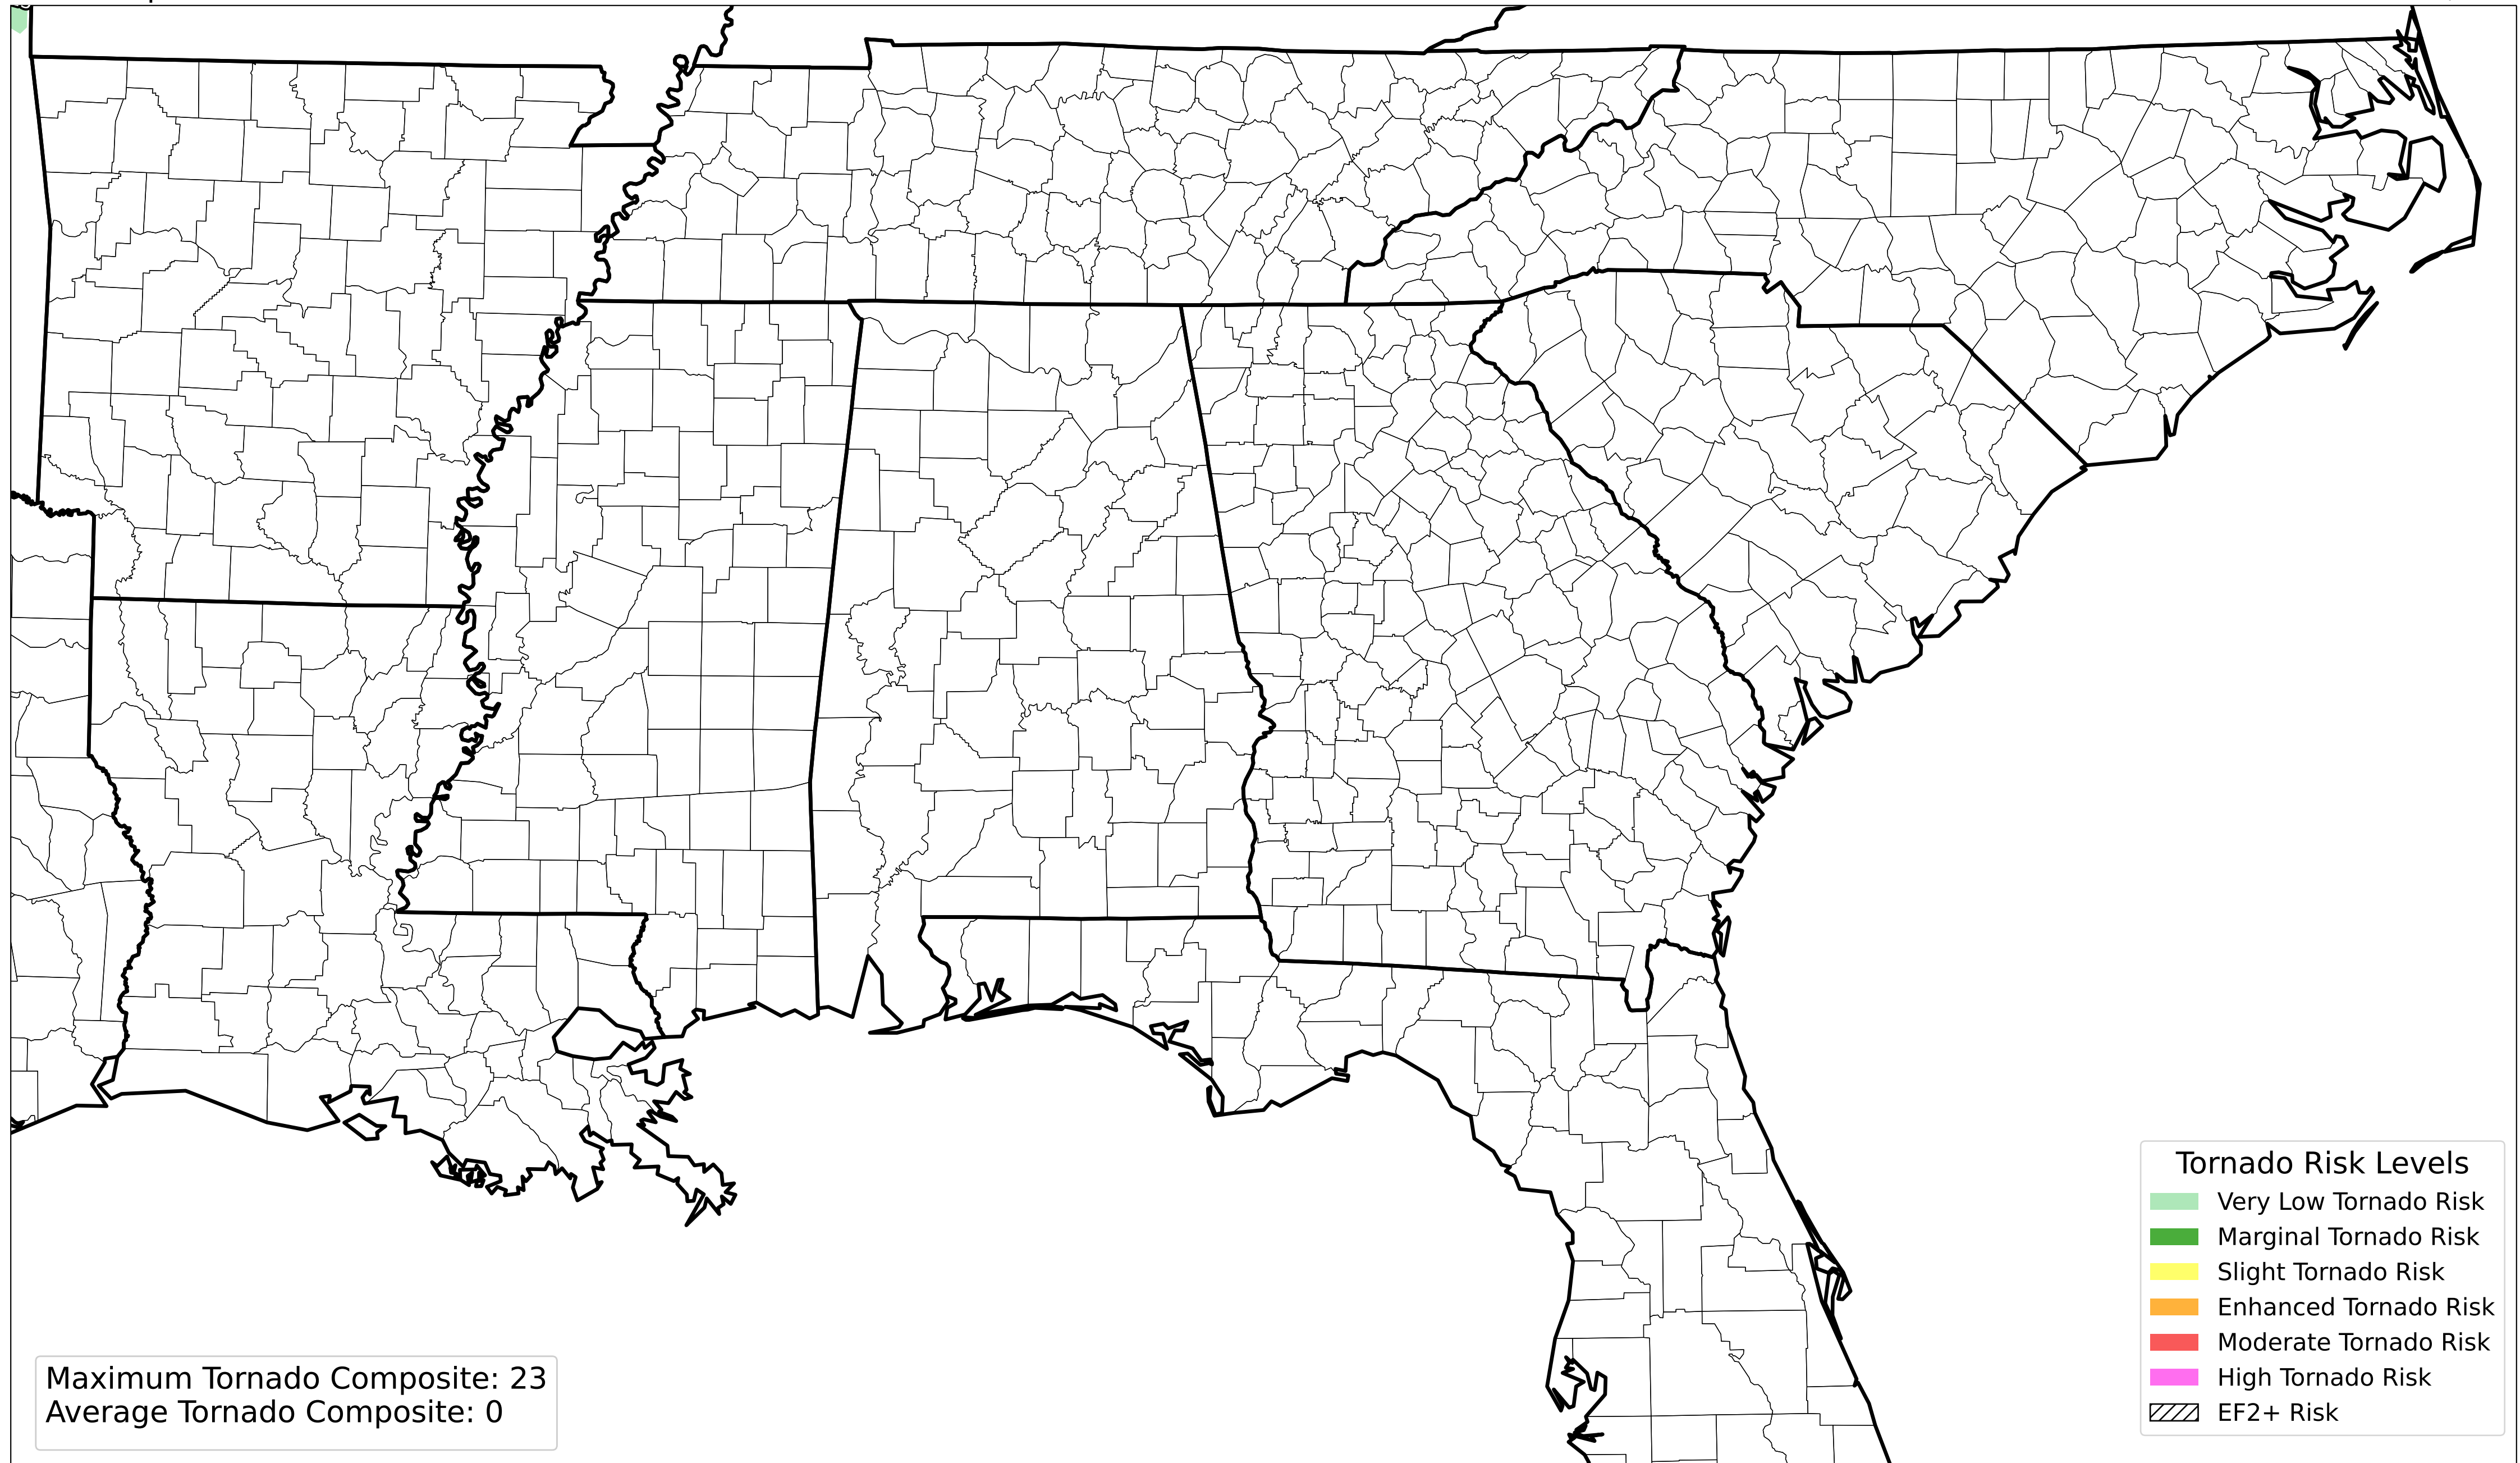 Tornado Risk Levels
Very Low Tornado Risk
Marginal Tornado Risk
Slight Tornado Risk
Enhanced Tornado Risk
Moderate Tornado Risk
High Tornado Risk
EF2+ Risk
Maximum Tornado Composite: 23
Average Tornado Composite: 0